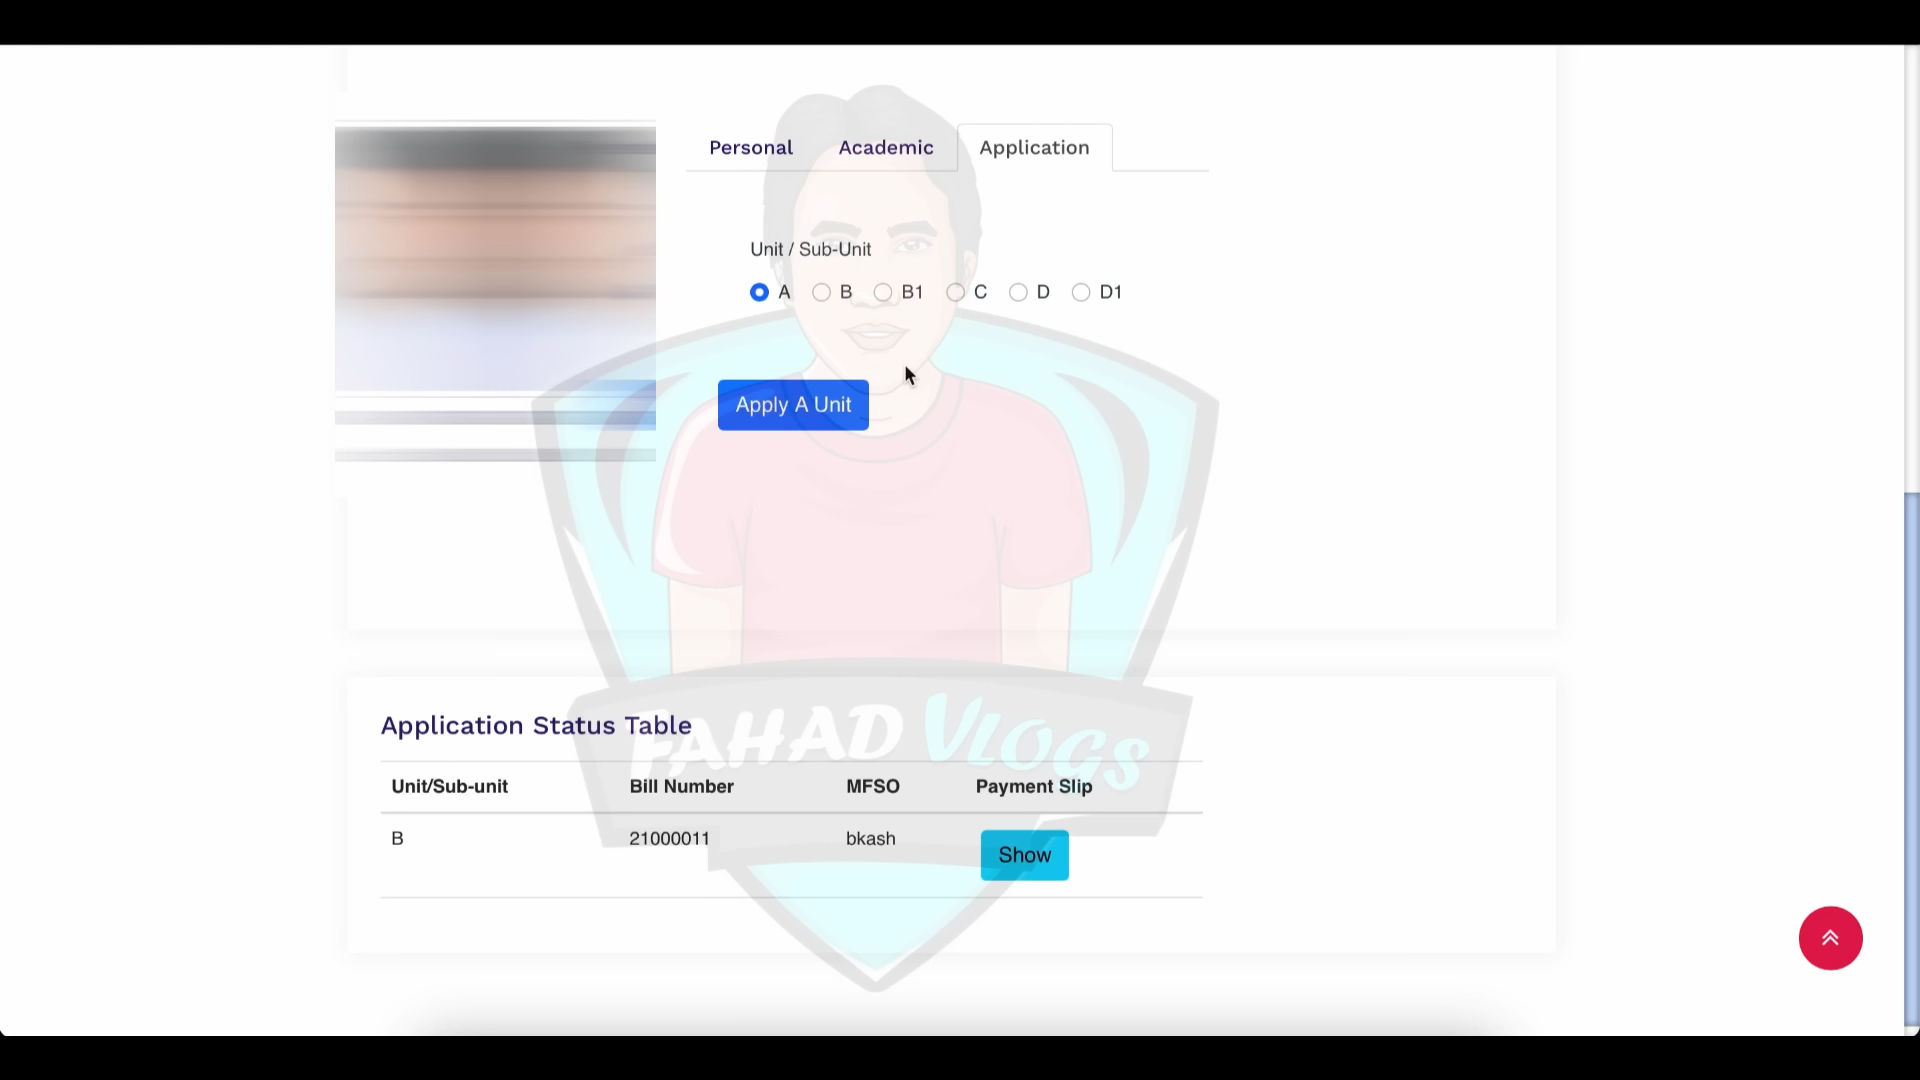 Personal Academic Application
Unit / Sub-Unit
A B B1 C D D1
Apply A Unit
FAHAD VLOGS
Application Status Table
Unit/Sub-unit Bill Number MFSO Payment Slip
B 21000011 bkash Show